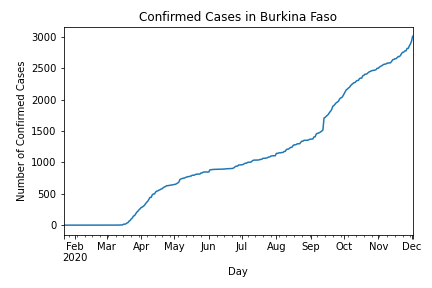 Confirmed Cases in Burkina Faso
Number of Confirmed Cases
3000
2500
2000
1500
1000
500
0
Feb Mar Apr May Jun Jul Aug Sep Oct Nov Dec
2020
Day